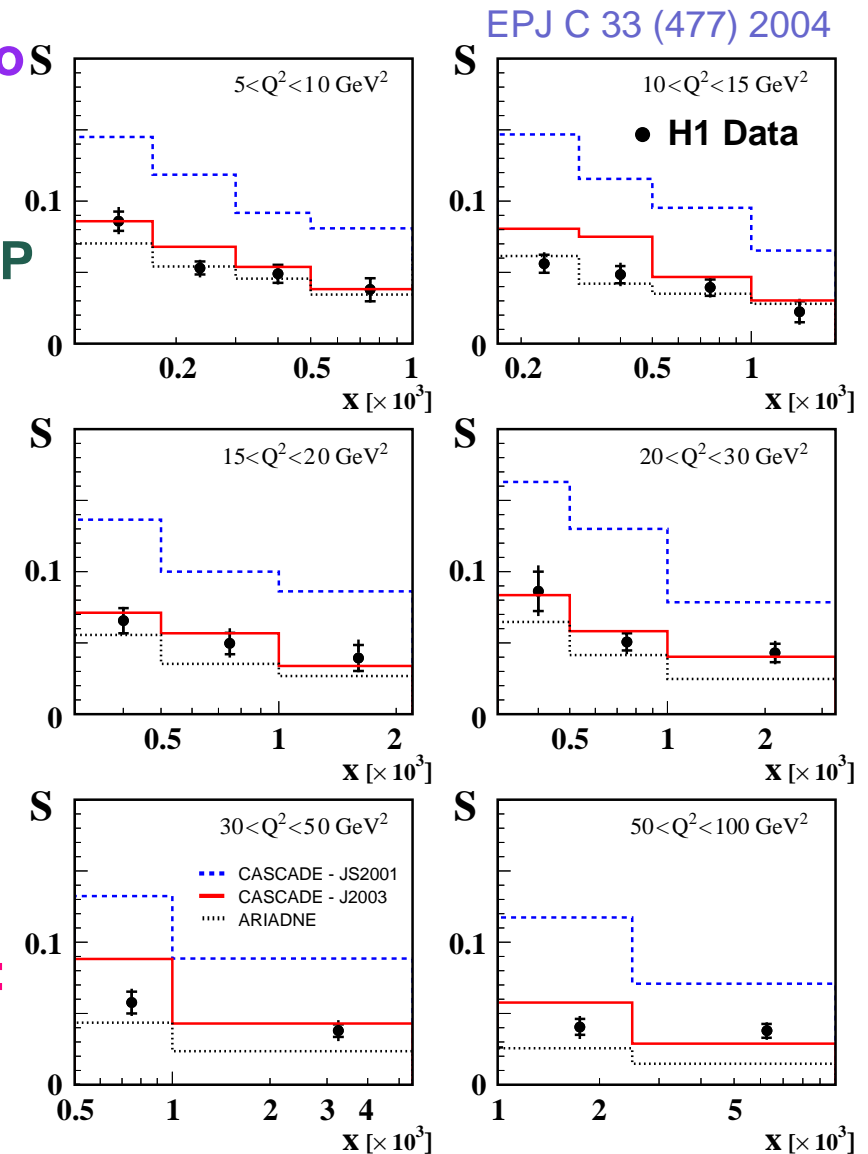 EPJ C 33 (477) 2004
o
P
S
5<Q²<10 GeV²
0.1
0
0.2 0.5 1
x [×10³]
S
10<Q²<15 GeV²
H1 Data
0.1
0
0.2 0.5 1
x [×10³]
S
15<Q²<20 GeV²
0.1
0
0.5 1 2
x [×10³]
S
20<Q²<30 GeV²
0.1
0
0.5 1 2
x [×10³]
S
30<Q²<50 GeV²
CASCADE - JS2001
CASCADE - J2003
ARIADNE
0.1
0
0.5 1 2 3 4
x [×10³]
S
50<Q²<100 GeV²
0.1
0
1 2 5
x [×10³]